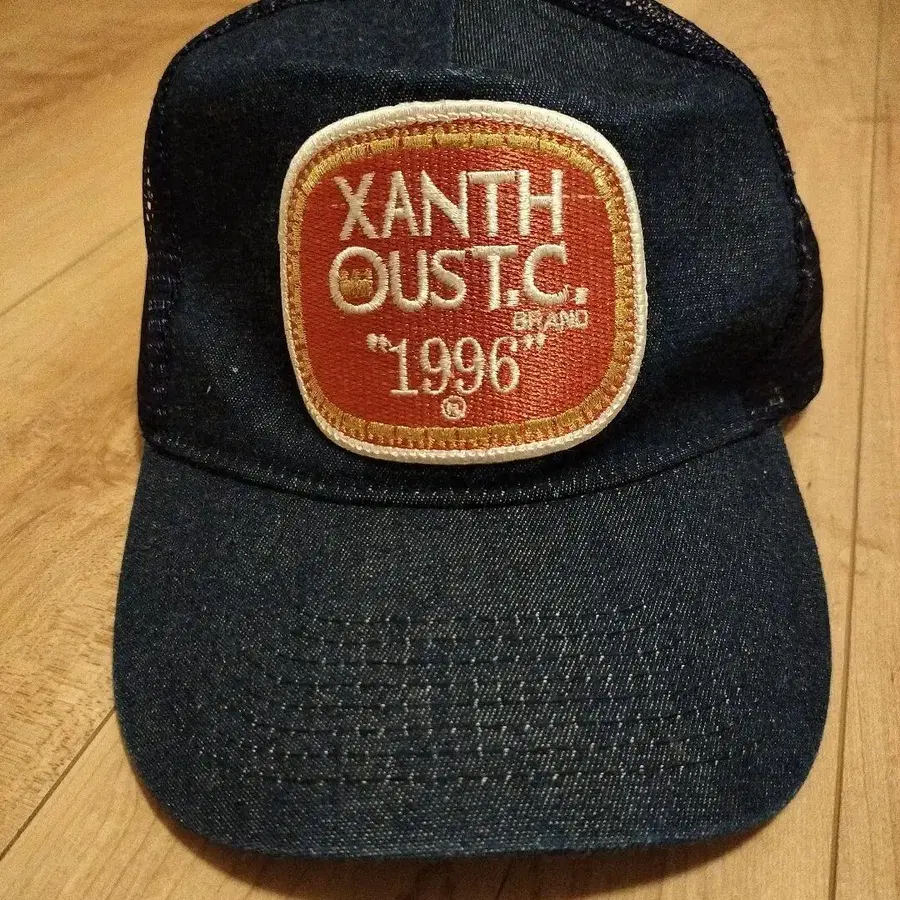 XANTH
OUST.C.
BRAND
"1996"
®